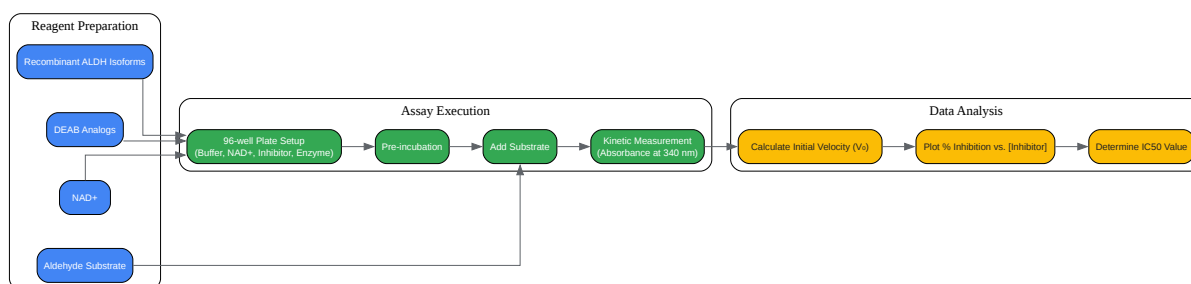 Reagent Preparation
Recombinant ALDH Isoforms
DEAB Analogs
NAD+
Aldehyde Substrate
Assay Execution
96-well Plate Setup
(Buffer, NAD+, Inhibitor, Enzyme)
Pre-incubation
Add Substrate
Kinetic Measurement
(Absorbance at 340 nm)
Data Analysis
Calculate Initial Velocity (V₀)
Plot % Inhibition vs. [Inhibitor]
Determine IC50 Value